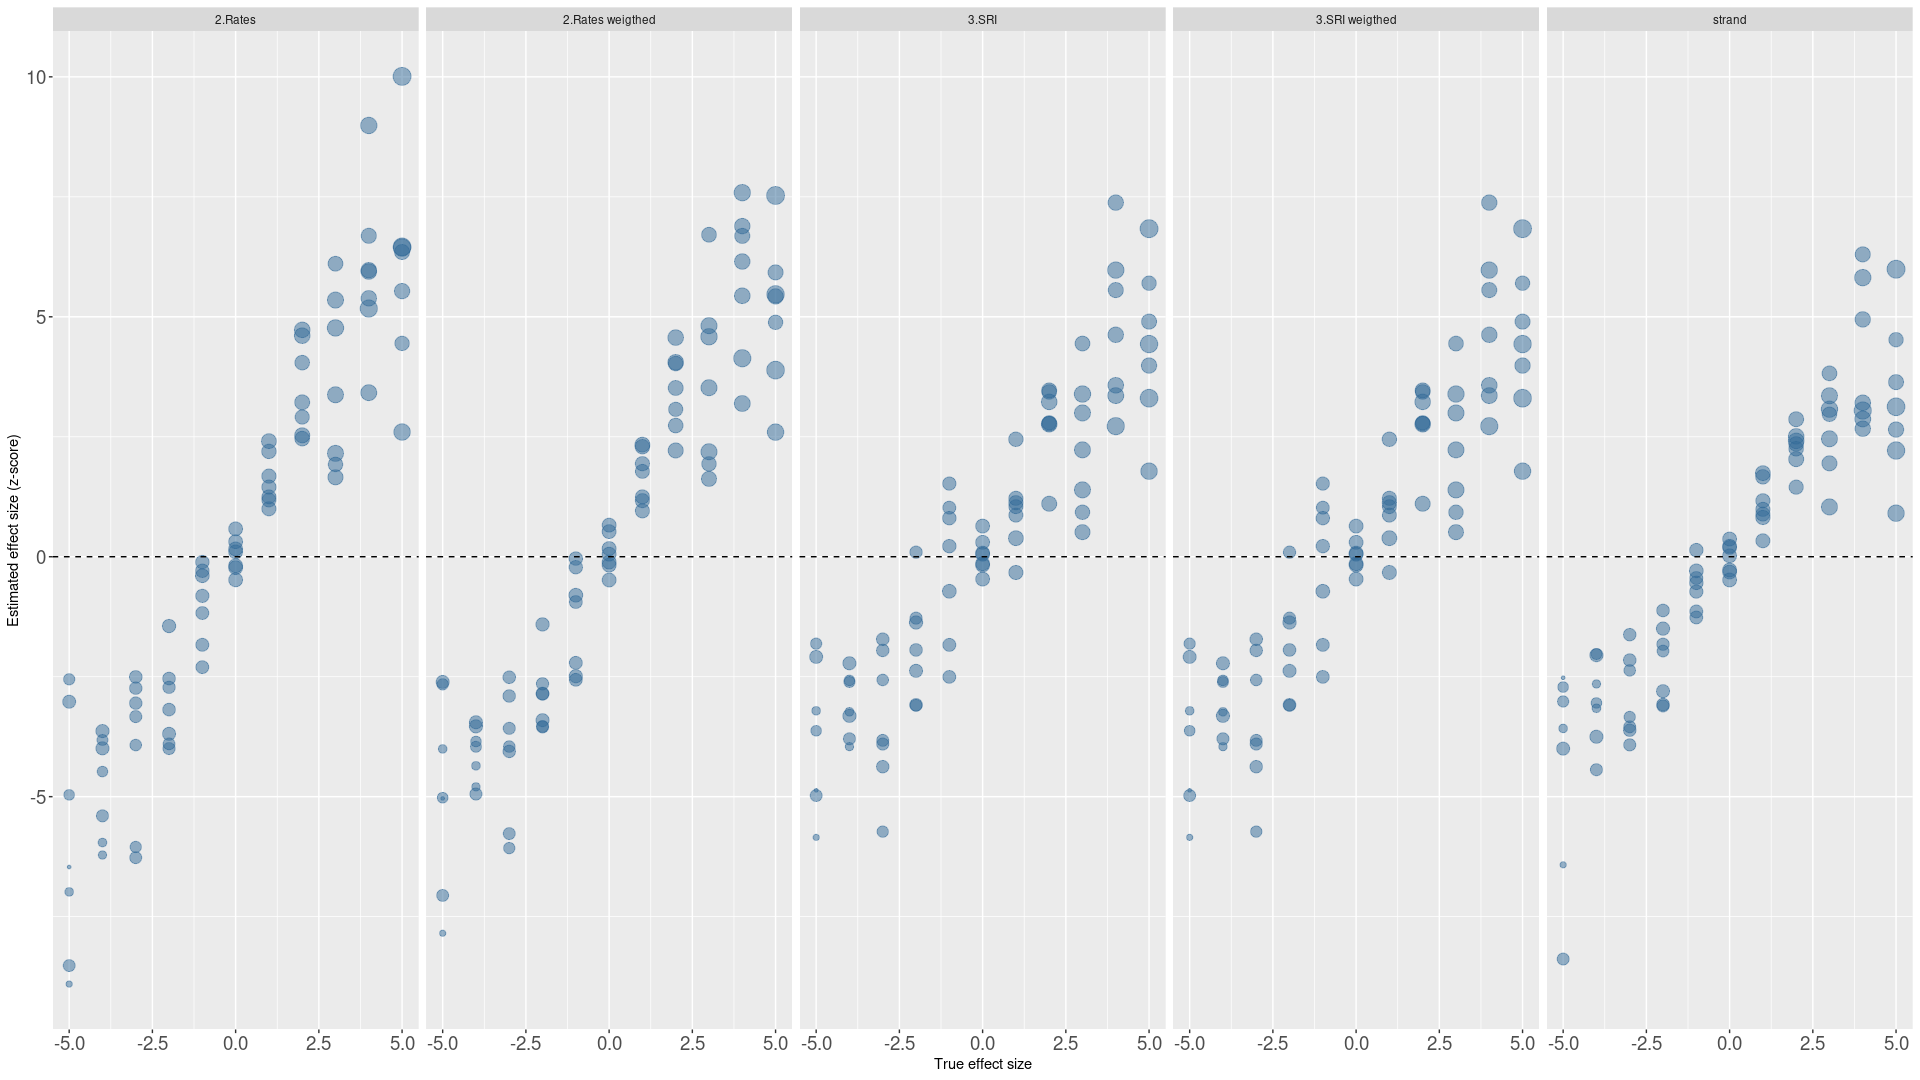 2.Rates
2.Rates weigthed
3.SRI
3.SRI weigthed
strand
Estimated effect size (z-score)
10
5
0
-5
-5.0 -2.5 0.0 2.5 5.0
-5.0 -2.5 0.0 2.5 5.0
-5.0 -2.5 0.0 2.5 5.0
-5.0 -2.5 0.0 2.5 5.0
-5.0 -2.5 0.0 2.5 5.0
True effect size